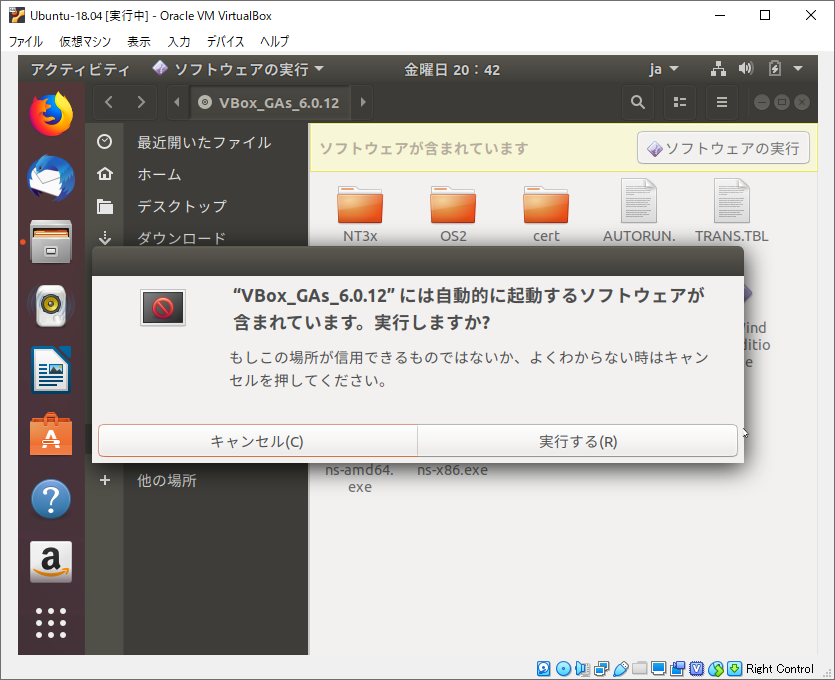 Ubuntu-18.04 [実行中] - Oracle VM VirtualBox
ファイル 仮想マシン 表示 入力 デバイス ヘルプ
アクティビティ ソフトウェアの実行 金曜日 20：42 ja
VBox_GAs_6.0.12
最近開いたファイル
ホーム
デスクトップ
ダウンロード
ソフトウェアが含まれています ソフトウェアの実行
NT3x OS2 cert AUTORUN. TRANS.TBL
“VBox_GAs_6.0.12” には自動的に起動するソフトウェアが
含まれています。実行しますか?
もしこの場所が信用できるものではないか、よくわからない時はキャン
セルを押してください。
キャンセル(C) 実行する(R)
ind
ditio
e
ns-amd64.
exe
ns-x86.exe
+ 他の場所
Right Control